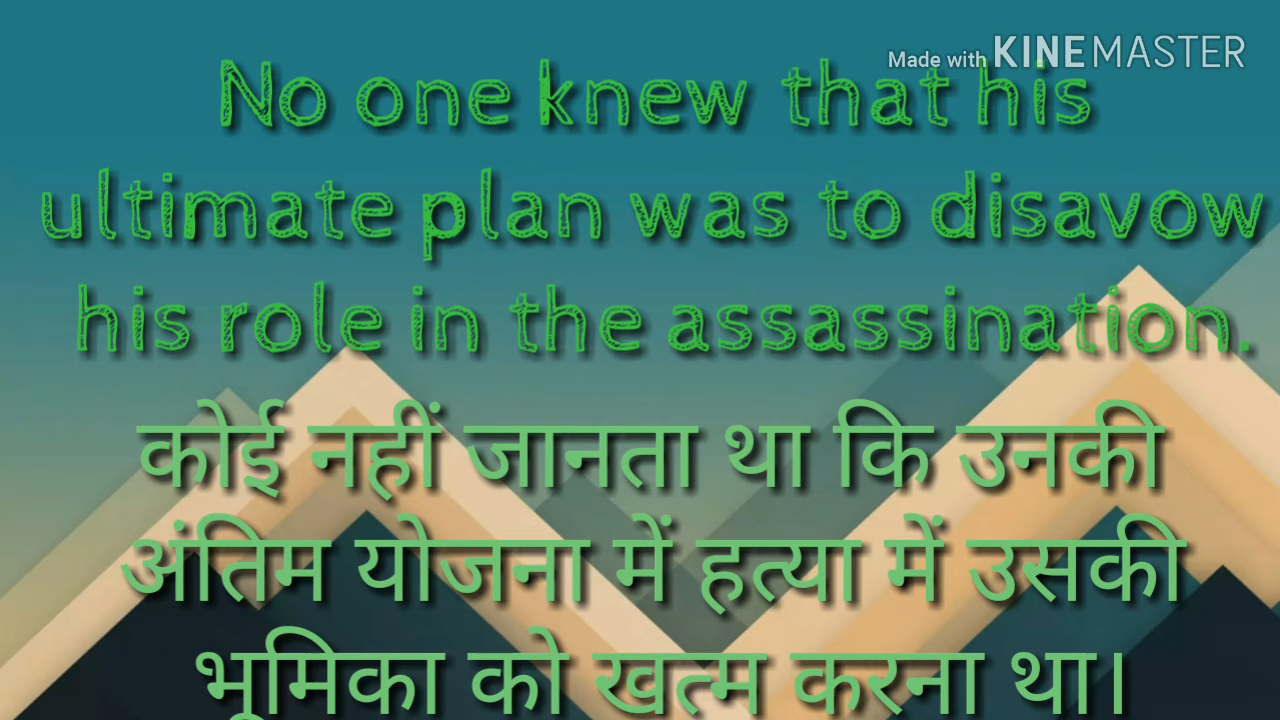 Made with KINEMASTER
No one knew that his
ultimate plan was to disavow
his role in the assassination.
कोई नहीं जानता था कि उनकी
अंतिम योजना में हत्या में उसकी
भूमिका को खत्म करना था।